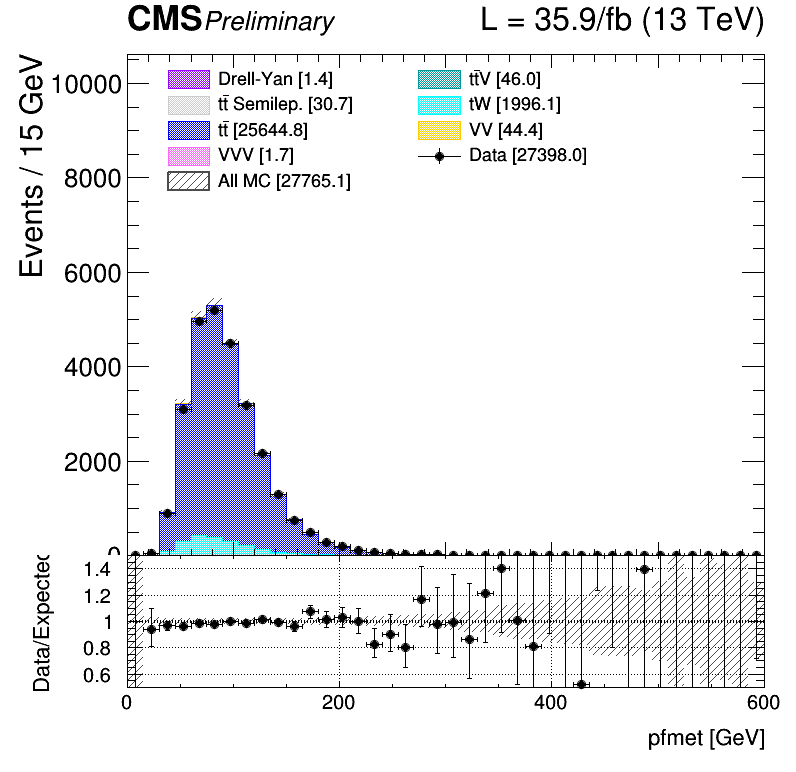 CMS Preliminary L = 35.9/fb (13 TeV)
Events / 15 GeV
10000
8000
6000
4000
2000
0
Drell-Yan [1.4]
tt̄ Semilep. [30.7]
tt̄ [25644.8]
VVV [1.7]
All MC [27765.1]
tt̄V [46.0]
tW [1996.1]
VV [44.4]
Data [27398.0]
Data/Expected
1.4
1.2
1
0.8
0.6
0 200 400 600
pfmet [GeV]